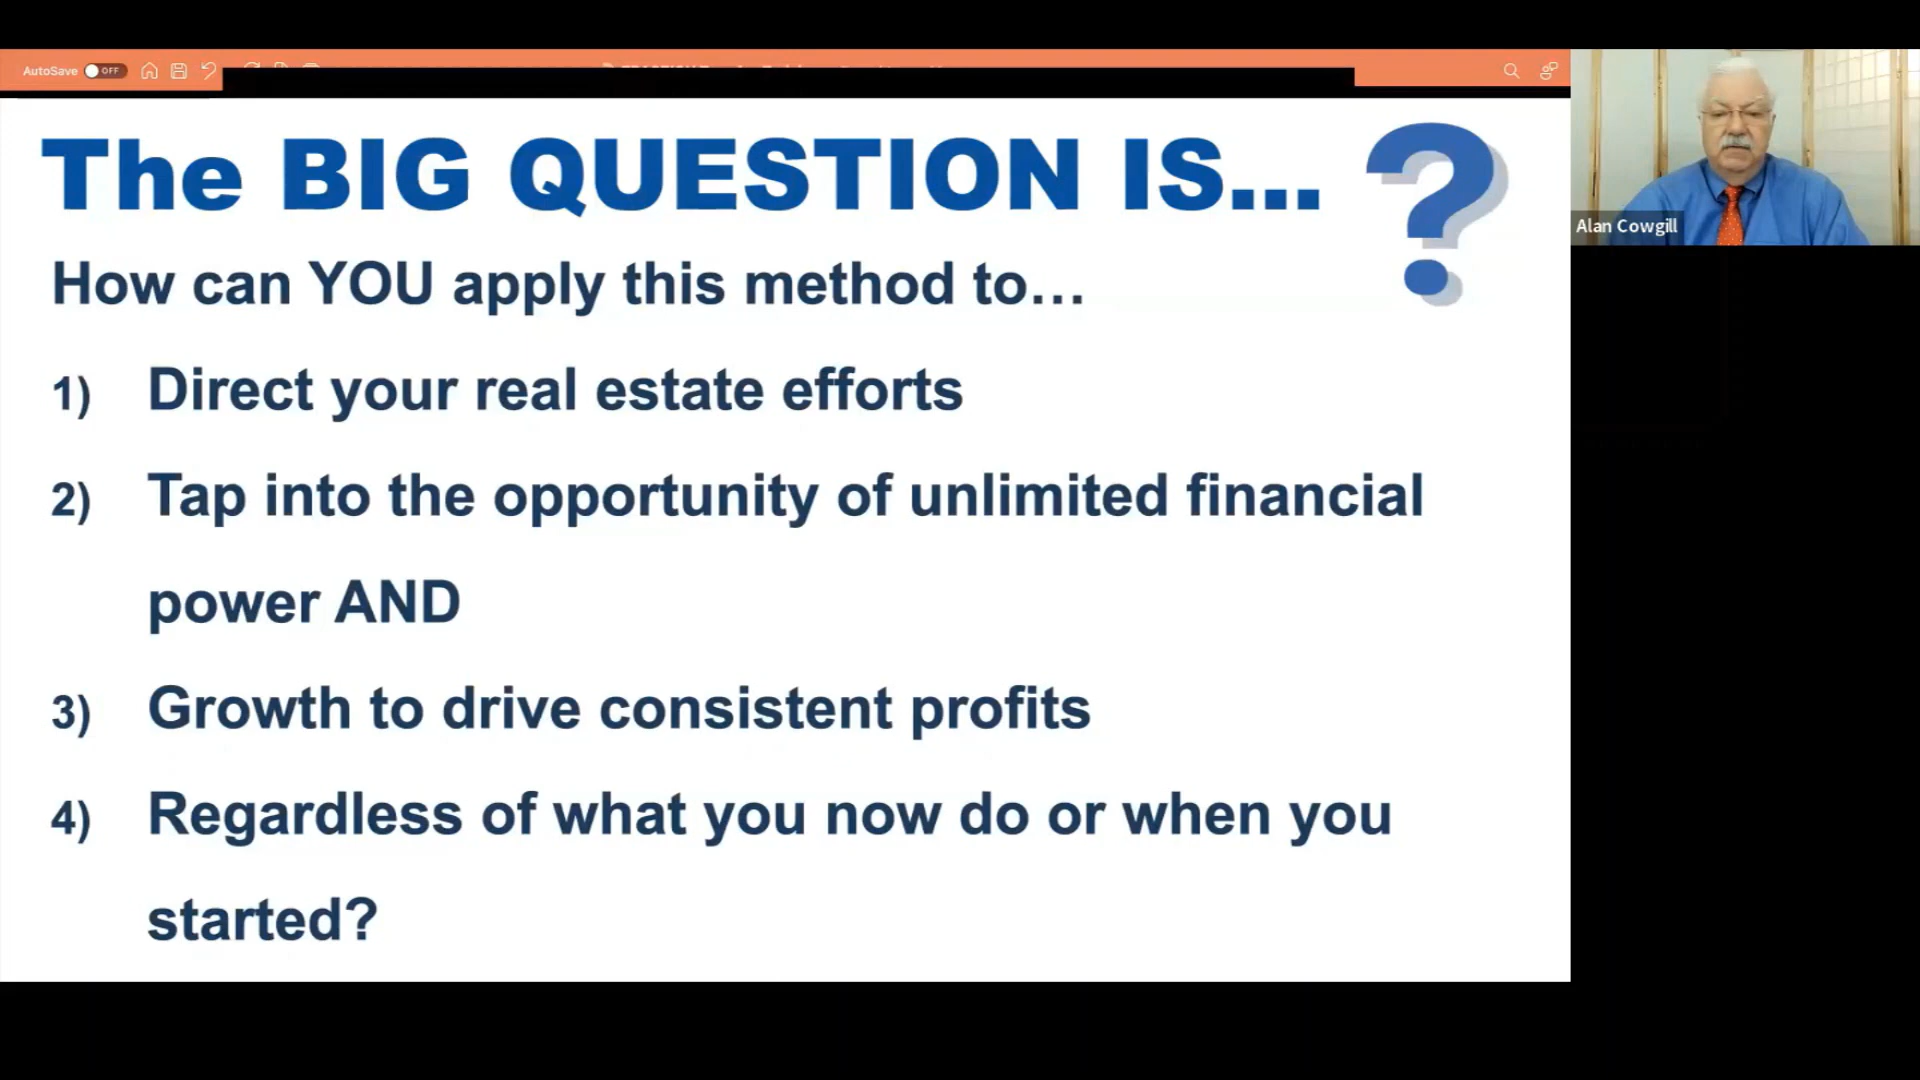 AutoSave OFF
The BIG QUESTION IS... ?
Alan Cowgill
How can YOU apply this method to...
1) Direct your real estate efforts
2) Tap into the opportunity of unlimited financial
power AND
3) Growth to drive consistent profits
4) Regardless of what you now do or when you
started?